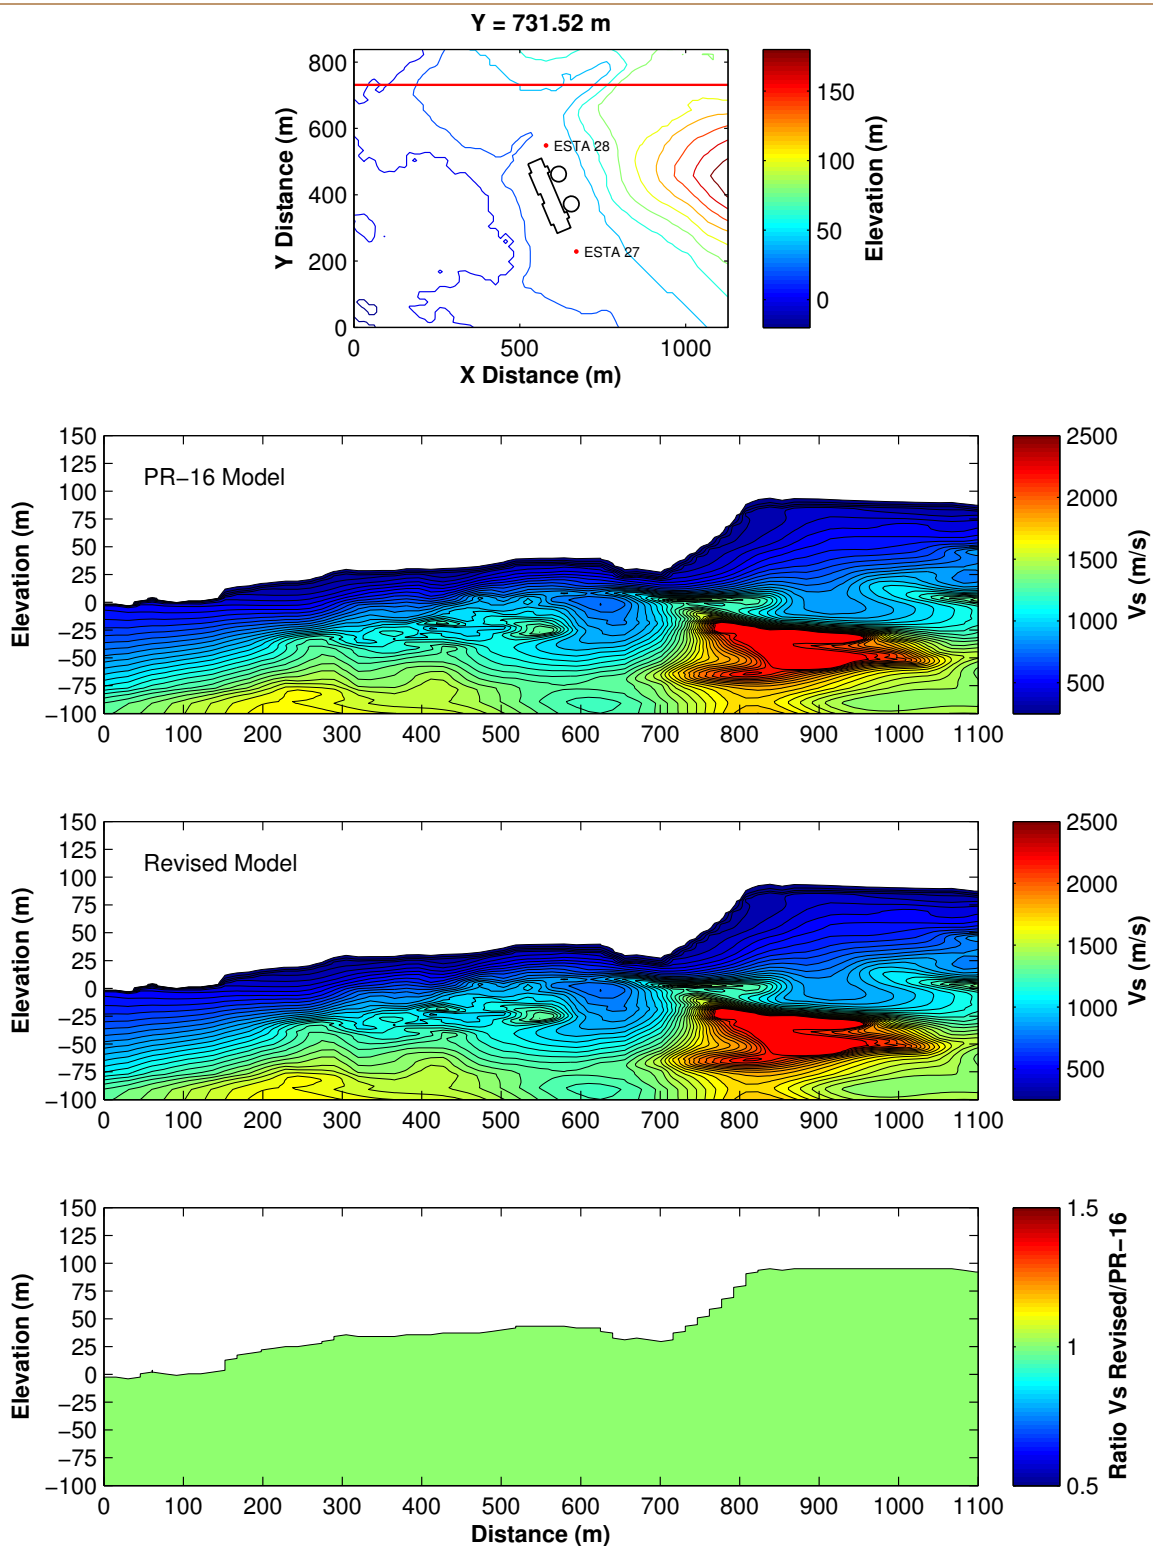 Y = 731.52 m
800
600
400
200
0
Y Distance (m)
0 500 1000
X Distance (m)
ESTA 28
ESTA 27
150
100
50
0
Elevation (m)
150
125
100
75
50
25
0
−25
−50
−75
−100
Elevation (m)
PR−16 Model
0 100 200 300 400 500 600 700 800 900 1000 1100
2500
2000
1500
1000
500
Vs (m/s)
150
125
100
75
50
25
0
−25
−50
−75
−100
Elevation (m)
Revised Model
0 100 200 300 400 500 600 700 800 900 1000 1100
2500
2000
1500
1000
500
Vs (m/s)
150
125
100
75
50
25
0
−25
−50
−75
−100
Elevation (m)
0 100 200 300 400 500 600 700 800 900 1000 1100
Distance (m)
1.5
1
0.5
Ratio Vs Revised/PR−16